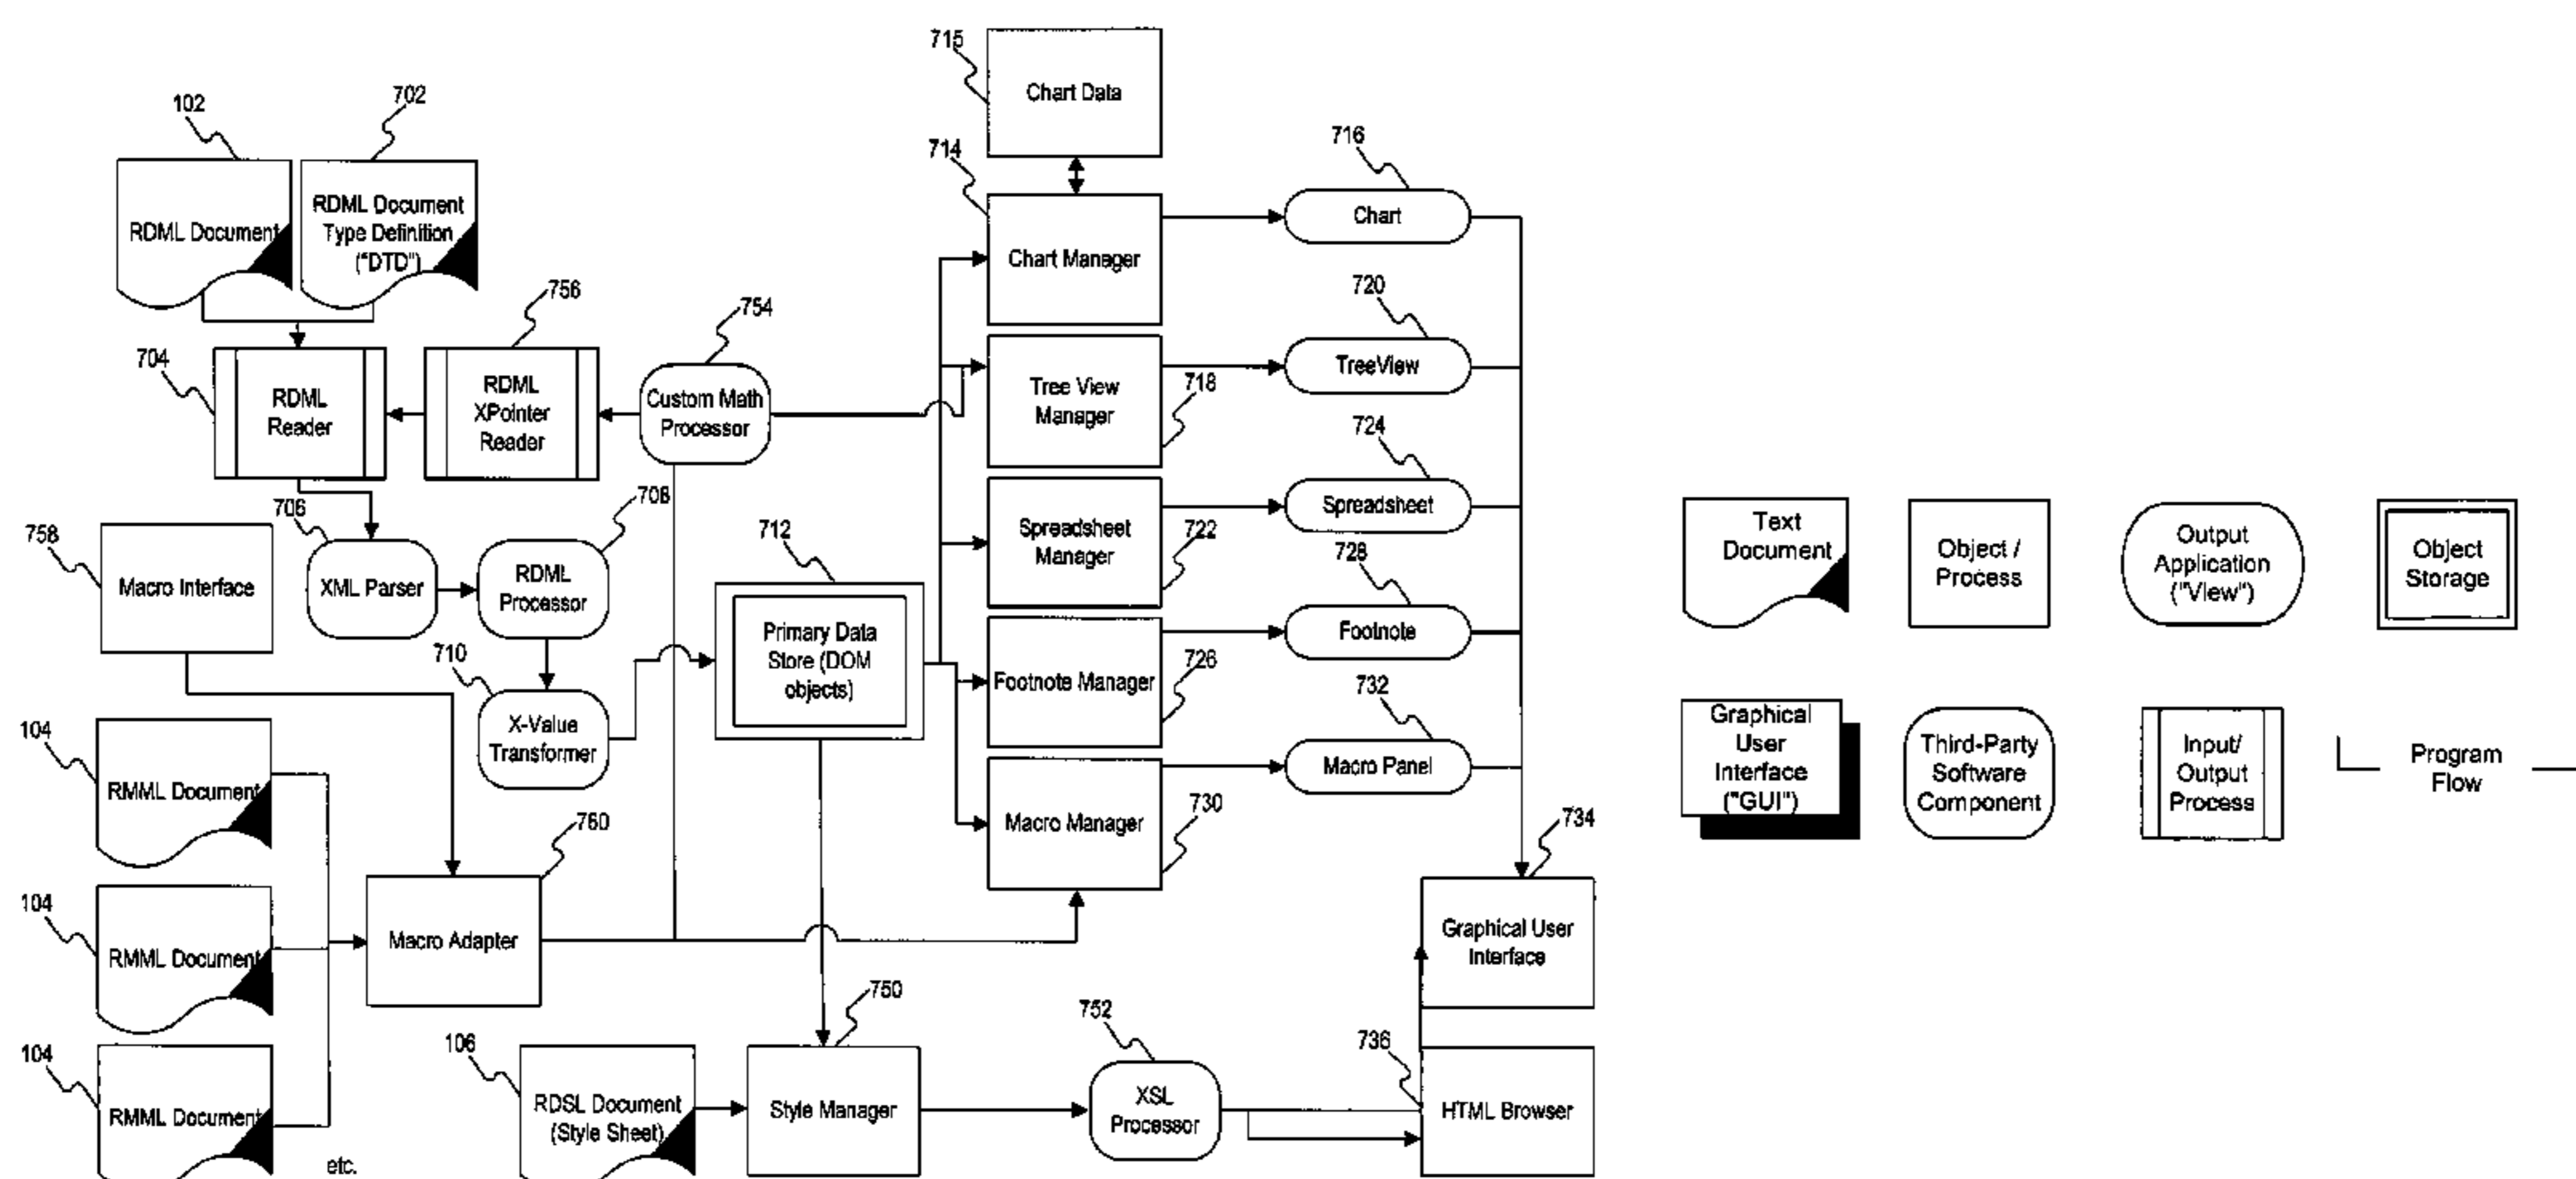 715
Chart Data
102
702
714
716
RDML Document
RDML Document
Type Definition
("DTD")
Chart
Chart Manager
756
754
720
704
RDML
Reader
RDML
XPointer
Reader
Custom Math
Processor
Tree View
Manager
718
TreeView
724
706
708
758
712
Spreadsheet
Manager
722
Spreadsheet
728
Macro Interface
XML Parser
RDML
Processor
Primary Data
Store (DOM
objects)
Footnote
710
Footnote Manager
726
732
X-Value
Transformer
104
RMML Document
760
Macro Manager
730
Macro Panel
734
104
RMML Document
Macro Adapter
Graphical User
Interface
750
752
736
104
RMML Document
etc.
106
RDSL Document
(Style Sheet)
Style Manager
XSL
Processor
HTML Browser
Text
Document
Object /
Process
Output
Application
("View")
Object
Storage
Graphical
User
Interface
("GUI")
Third-Party
Software
Component
Input/
Output
Process
Program
Flow